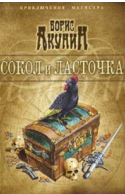 ПРИКЛЮЧЕНИЯ МАГИСТРА
БОРИС
АКУНИН
СОКОЛ и ЛАСТОЧКА